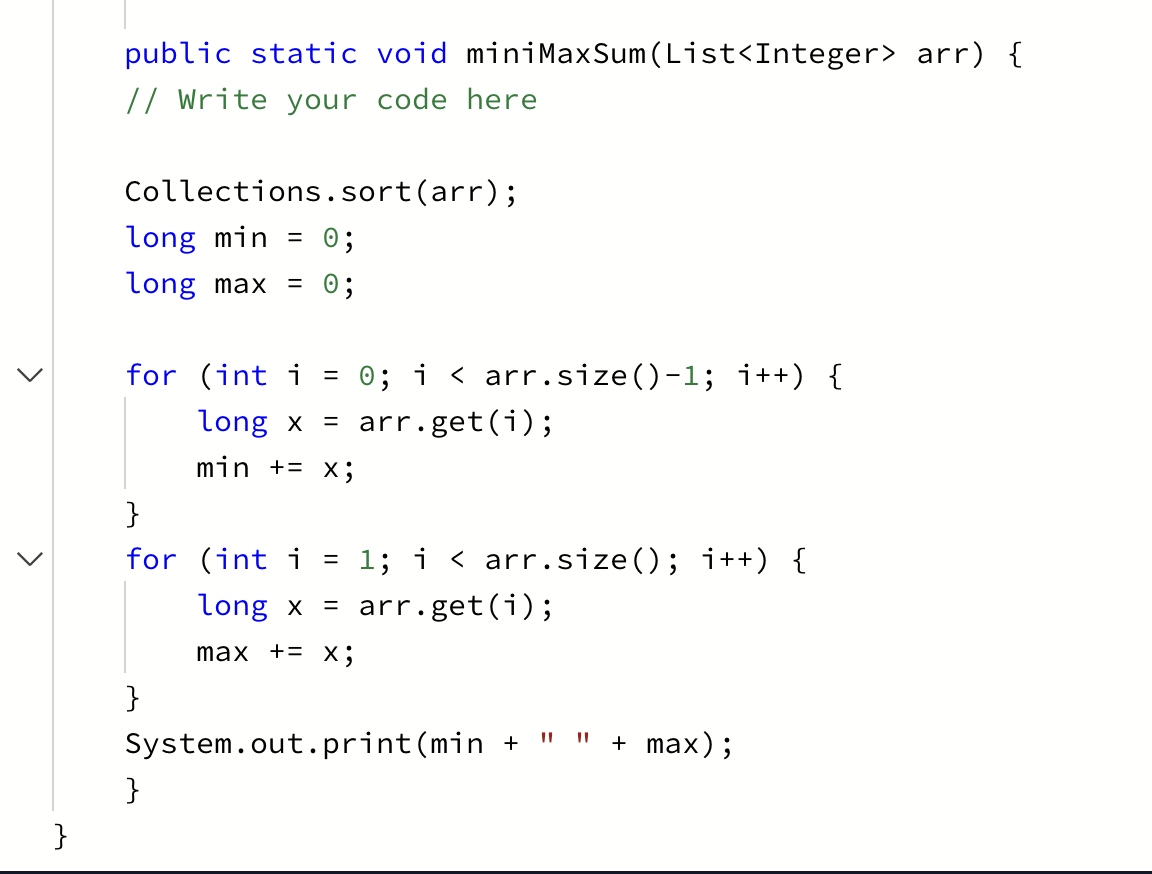 public static void miniMaxSum(List<Integer> arr) {
// Write your code here
Collections.sort(arr);
long min = 0;
long max = 0;
for (int i = 0; i < arr.size()-1; i++) {
long x = arr.get(i);
min += x;
}
for (int i = 1; i < arr.size(); i++) {
long x = arr.get(i);
max += x;
}
System.out.print(min + " " + max);
}
}